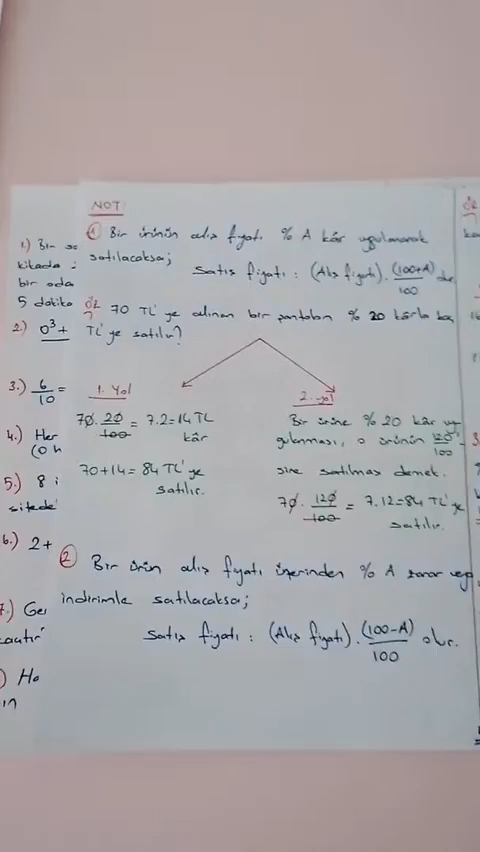 NOT:
1 Bir ürünün alış fiyatı % A kâr uygulanarak
satılacaksa;
Satış fiyatı : (Alış fiyatı) . (100+A)/100 olur.
Ör 70 TL'ye alınan bir pantolon % 20 kârla kaç
TL'ye satılır?
1. Yol
70 . 20/100 = 7.2 = 14 TL
kâr
70+14 = 84 TL'ye
satılır.
2. yol
Bir ürüne % 20 kâr uy
gulanması, o ürünün 120/100
sine satılması demek.
70 . 120/100 = 7.12 = 84 TL'ye
satılır.
2 Bir ürün alış fiyatı üzerinden % A zarar veya
indirimle satılacaksa;
Satış fiyatı : (Alış fiyatı) . (100-A)/100 olur.
1) Bir
kitada
bir oda
5 dakika
2) 0³+
3) 6/10 =
4.) Her
5.) 8
sitede
6.) 2+
7.) Ger